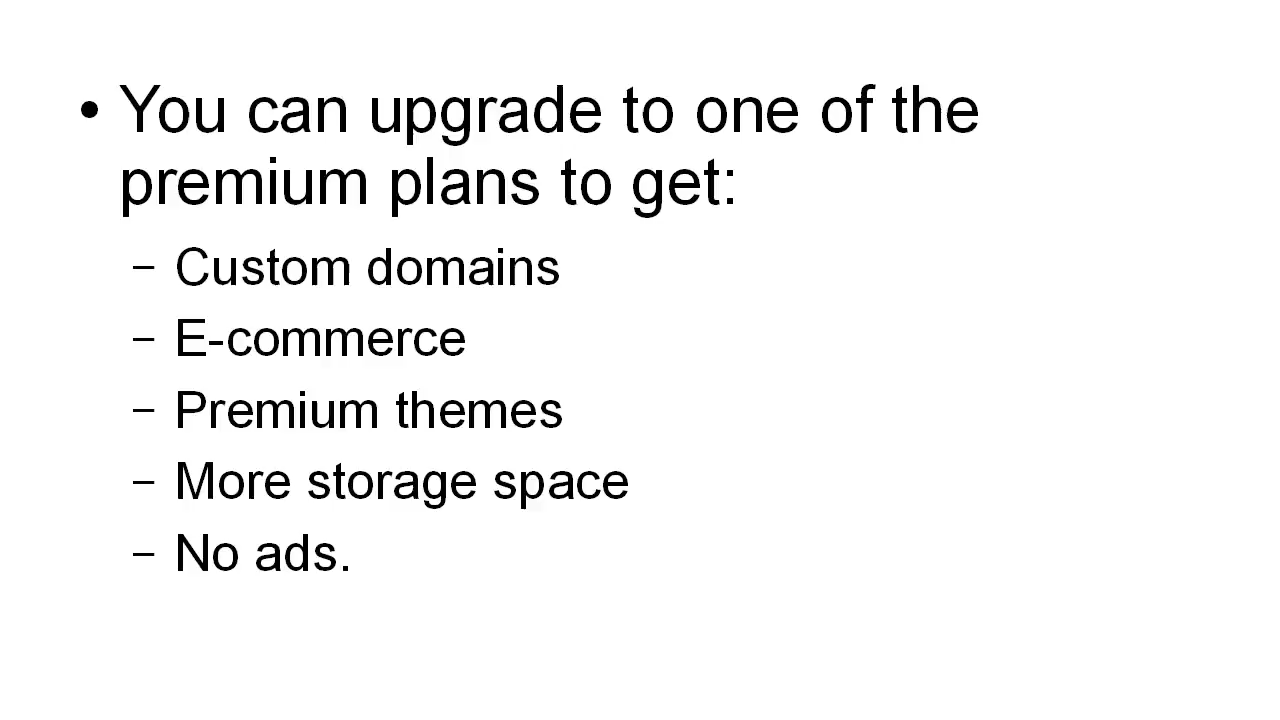 • You can upgrade to one of the
premium plans to get:
– Custom domains
– E-commerce
– Premium themes
– More storage space
– No ads.